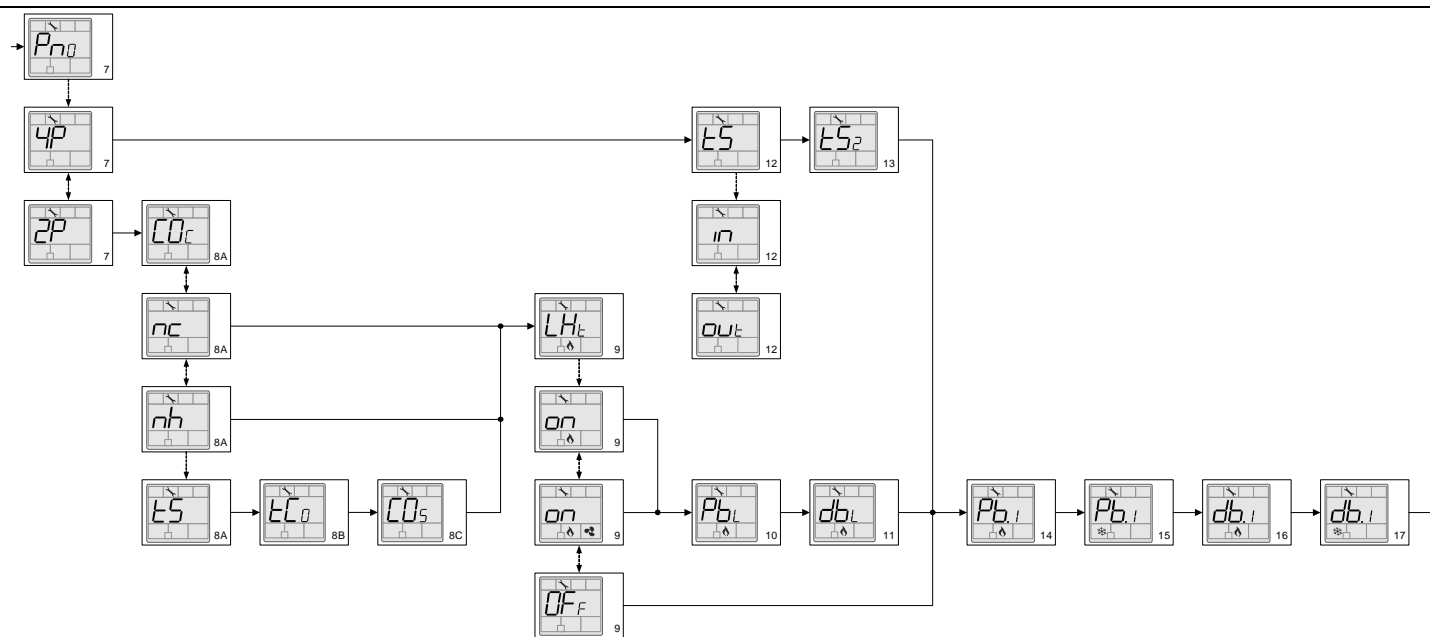 Pn0
7
4P
7
tS
12
tS2
13
2P
7
COc
8A
in
12
nc
8A
LHt
9
out
12
nh
8A
on
9
tS
8A
tC0
8B
COS
8C
on
9
PbL
10
dbL
11
Pb.1
14
Pb.1
15
db.1
16
db.1
17
OFF
9